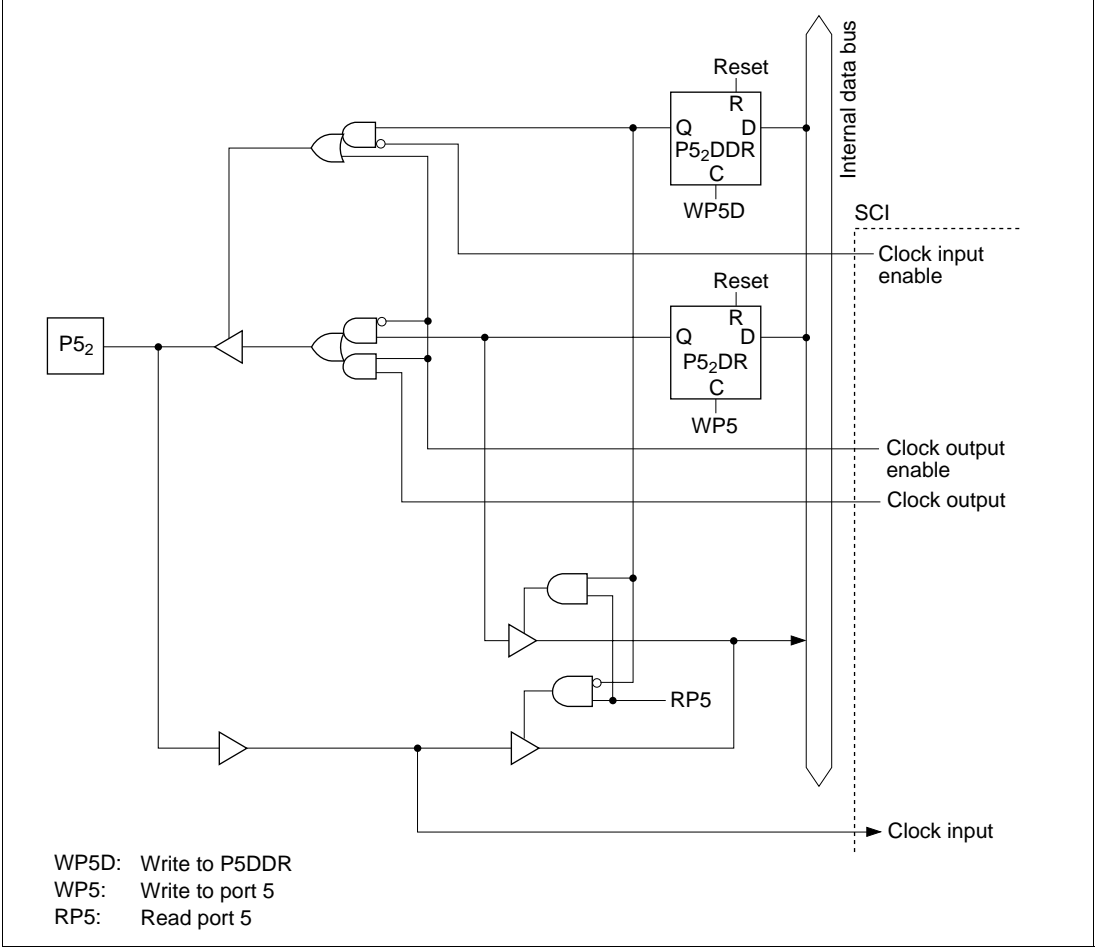 Reset
R
Q D
P5₂DDR
C
WP5D
Internal data bus
SCI
Clock input
enable
Reset
R
Q D
P5₂DR
C
WP5
P5₂
Clock output
enable
Clock output
RP5
Clock input
WP5D: Write to P5DDR
WP5: Write to port 5
RP5: Read port 5